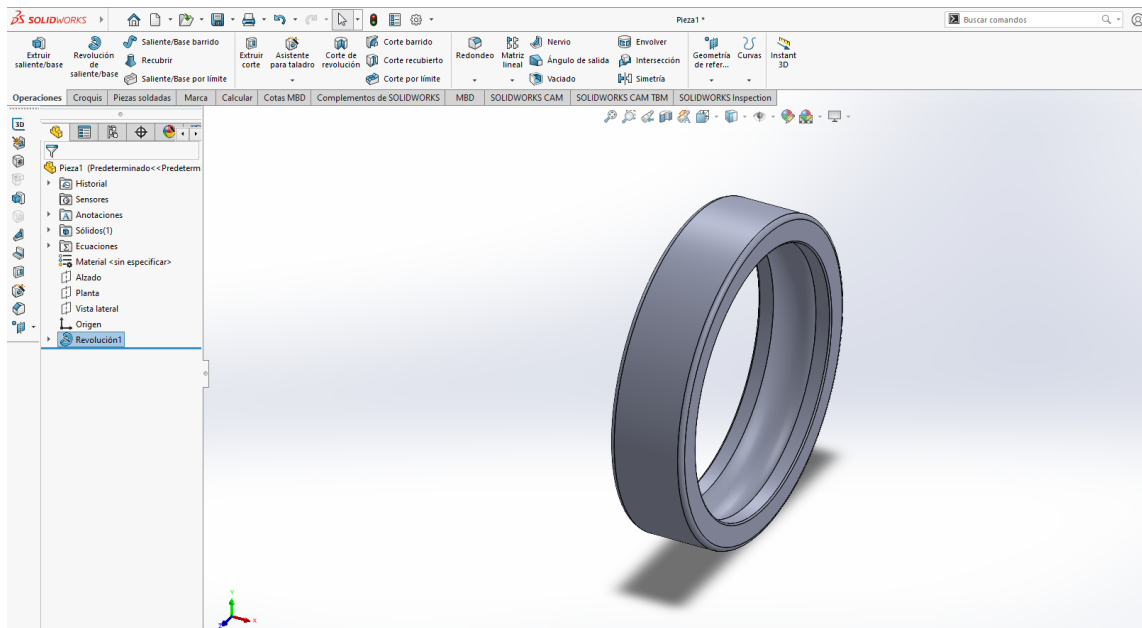 SOLIDWORKS
Pieza1 *
Buscar comandos
Extruir saliente/base
Revolución de saliente/base
Saliente/Base barrido
Recubrir
Saliente/Base por límite
Extruir corte
Asistente para taladro
Corte de revolución
Corte barrido
Corte recubierto
Corte por límite
Redondeo
Matriz lineal
Nervio
Ángulo de salida
Vaciado
Envolver
Intersección
Simetría
Geometría de refer...
Curvas
Instant 3D
Operaciones
Croquis
Piezas soldadas
Marca
Calcular
Cotas MBD
Complementos de SOLIDWORKS
MBD
SOLIDWORKS CAM
SOLIDWORKS CAM TBM
SOLIDWORKS Inspection
3D
Pieza1 (Predeterminado<<Predeterm
Historial
Sensores
Anotaciones
Sólidos(1)
Ecuaciones
Material <sin especificar>
Alzado
Planta
Vista lateral
Origen
Revolución1
Y
X
Z